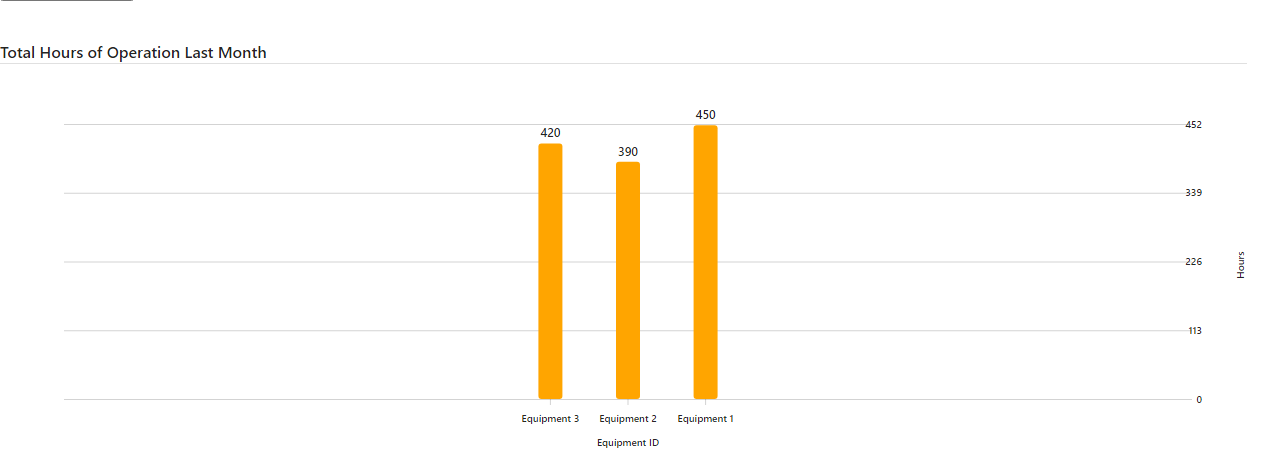 Total Hours of Operation Last Month
450
420
390
452
339
226
113
0
Hours
Equipment 3 Equipment 2 Equipment 1
Equipment ID